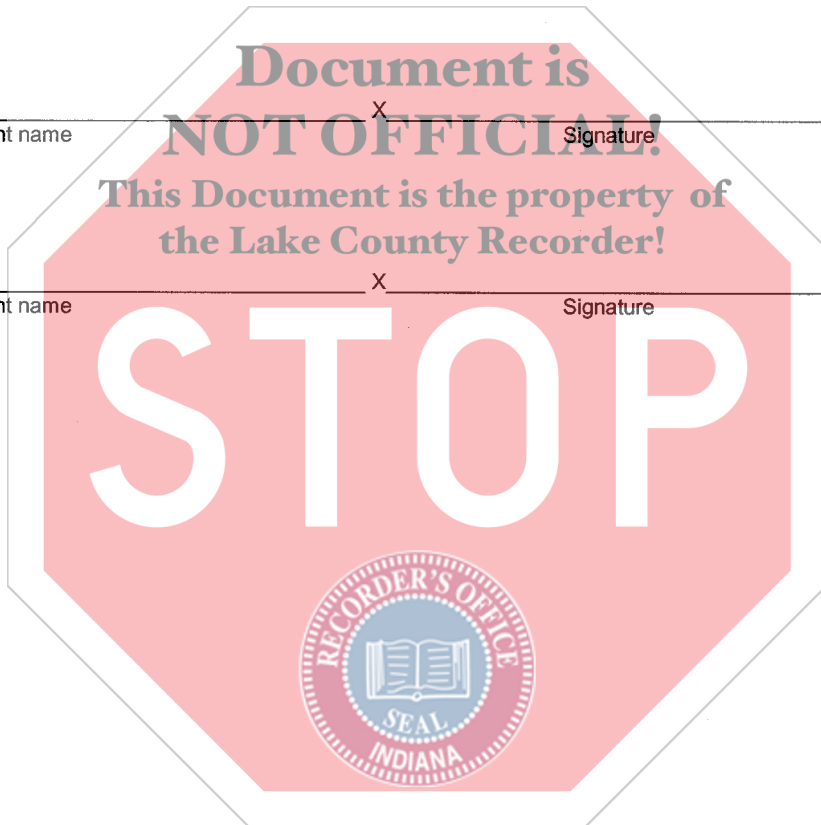 Document is
X
nt name Signature
NOT OFFICIAL!
This Document is the property of
the Lake County Recorder!
X
nt name Signature
STOP
RECORDER'S OFFICE
SEAL
INDIANA